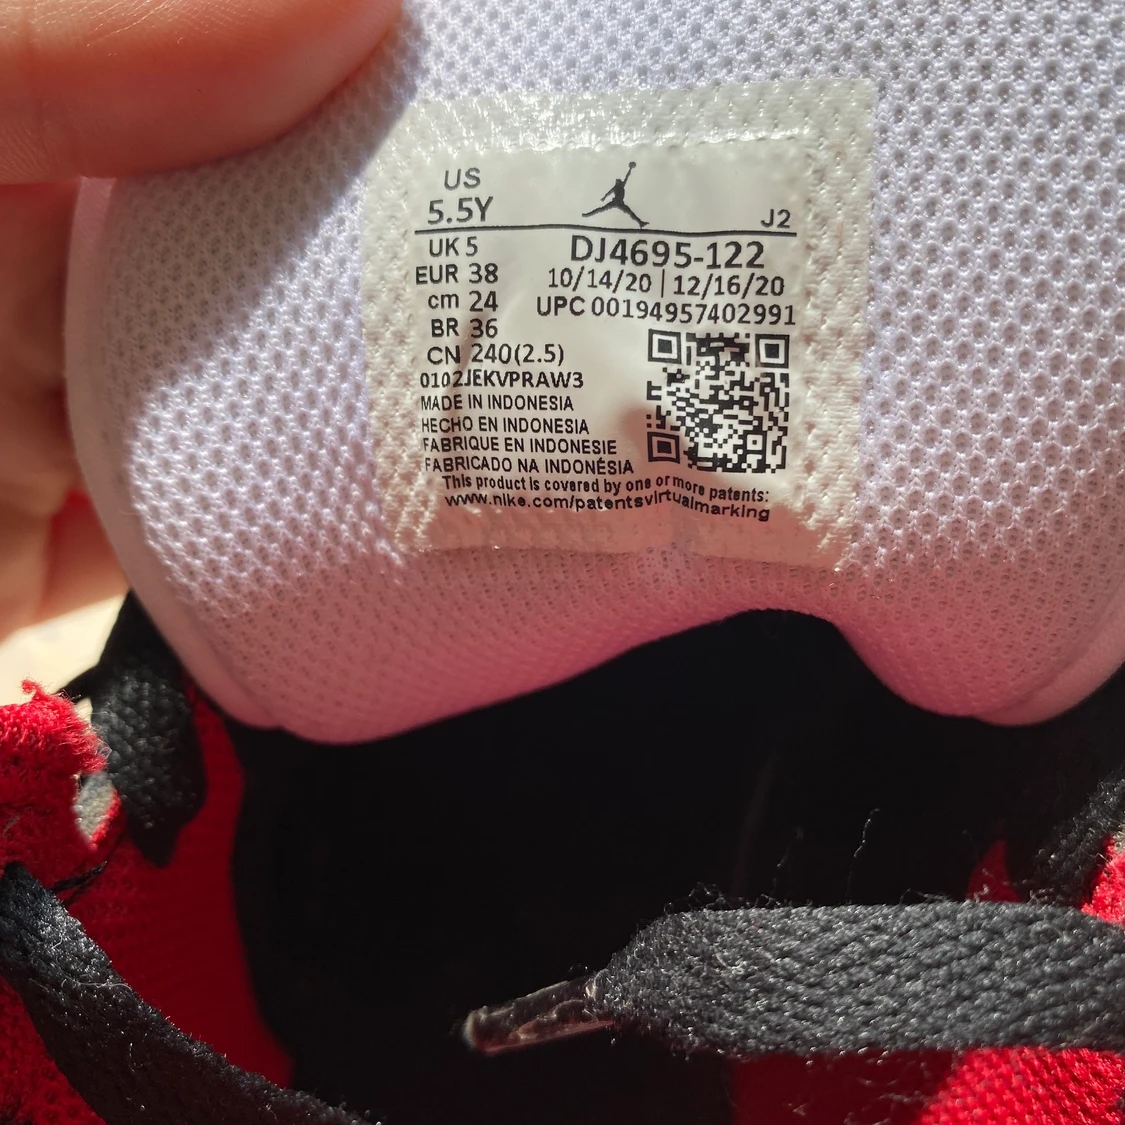 US
5.5Y
J2
UK 5
EUR 38
cm 24
BR 36
CN 240(2.5)
DJ4695-122
10/14/20 | 12/16/20
UPC 00194957402991
0102JEKVPRAW3
MADE IN INDONESIA
HECHO EN INDONESIA
FABRIQUE EN INDONESIE
FABRICADO NA INDONÉSIA
This product is covered by one or more patents:
www.nike.com/patentsvirtualmarking